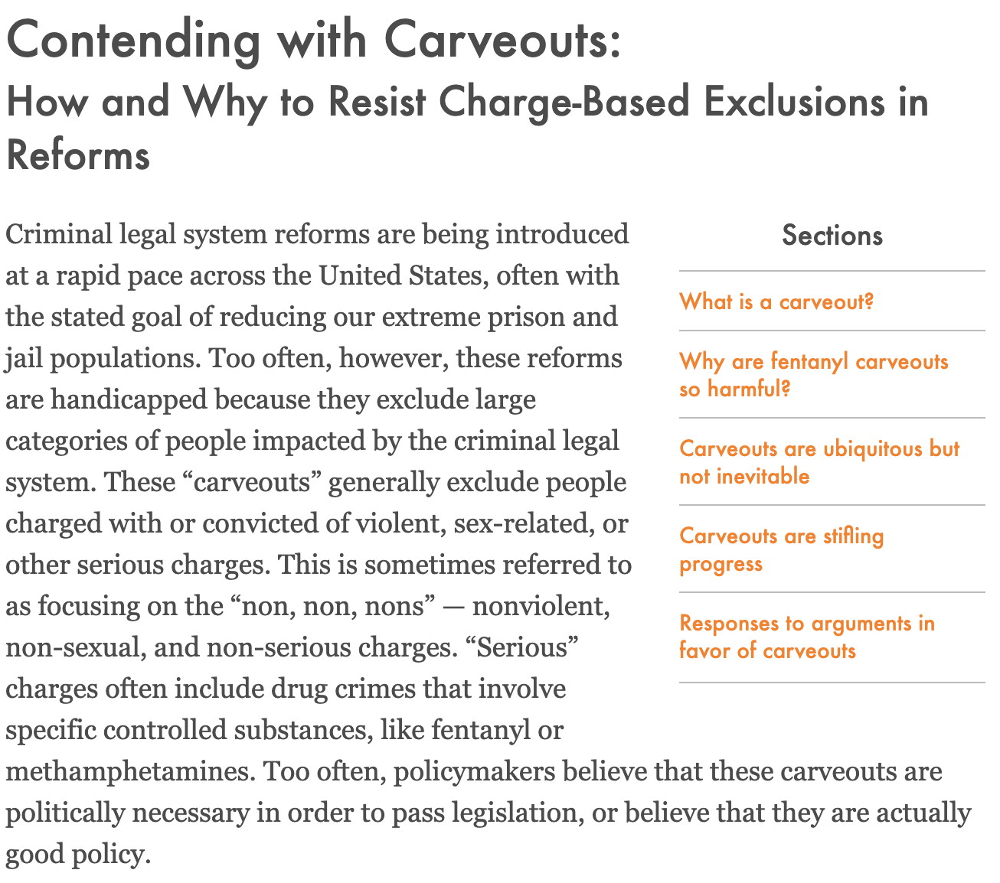 Contending with Carveouts:
How and Why to Resist Charge-Based Exclusions in
Reforms
Criminal legal system reforms are being introduced
at a rapid pace across the United States, often with
the stated goal of reducing our extreme prison and
jail populations. Too often, however, these reforms
are handicapped because they exclude large
categories of people impacted by the criminal legal
system. These “carveouts” generally exclude people
charged with or convicted of violent, sex-related, or
other serious charges. This is sometimes referred to
as focusing on the “non, non, nons” — nonviolent,
non-sexual, and non-serious charges. “Serious”
charges often include drug crimes that involve
specific controlled substances, like fentanyl or
methamphetamines. Too often, policymakers believe that these carveouts are
politically necessary in order to pass legislation, or believe that they are actually
good policy.
Sections
What is a carveout?
Why are fentanyl carveouts
so harmful?
Carveouts are ubiquitous but
not inevitable
Carveouts are stifling
progress
Responses to arguments in
favor of carveouts